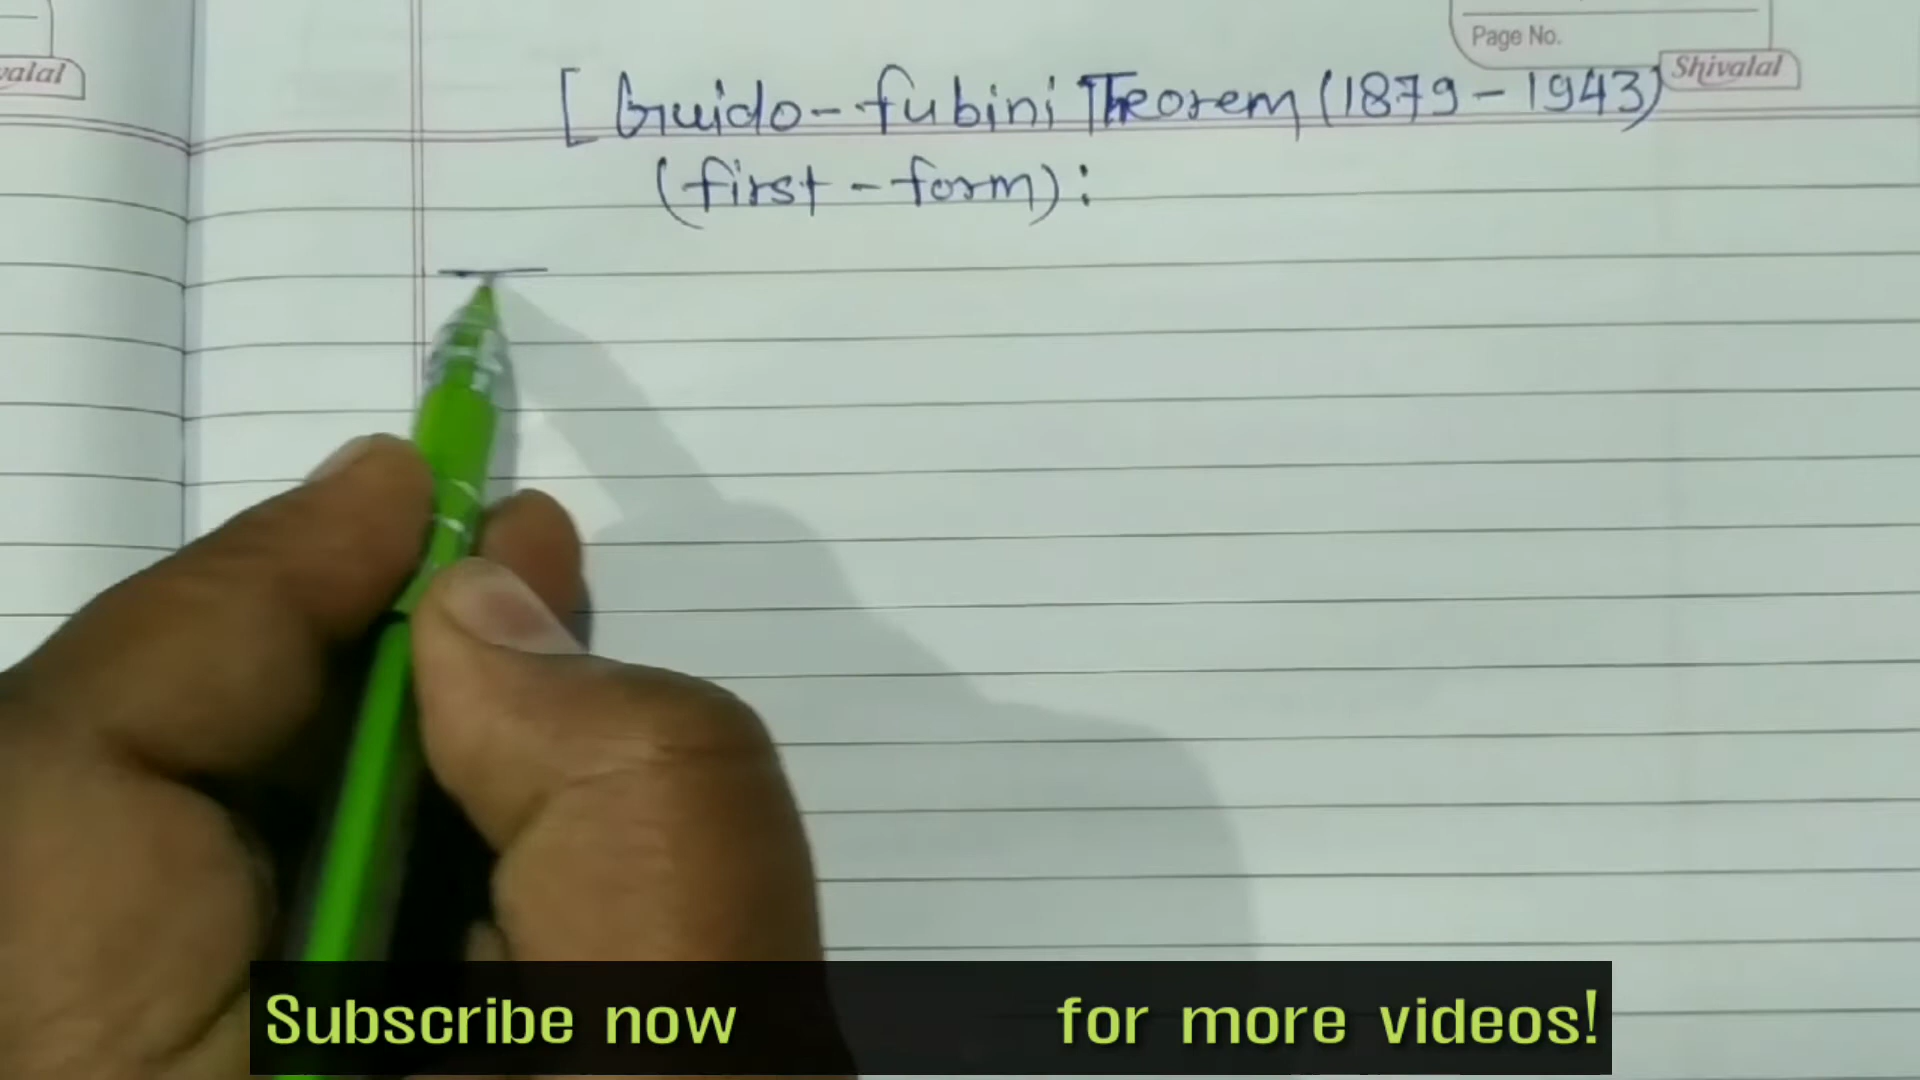 Page No.
valal
Shivalal
[ Guido-fubini Theorem (1879-1943)
(first-form):
Subscribe now for more videos!